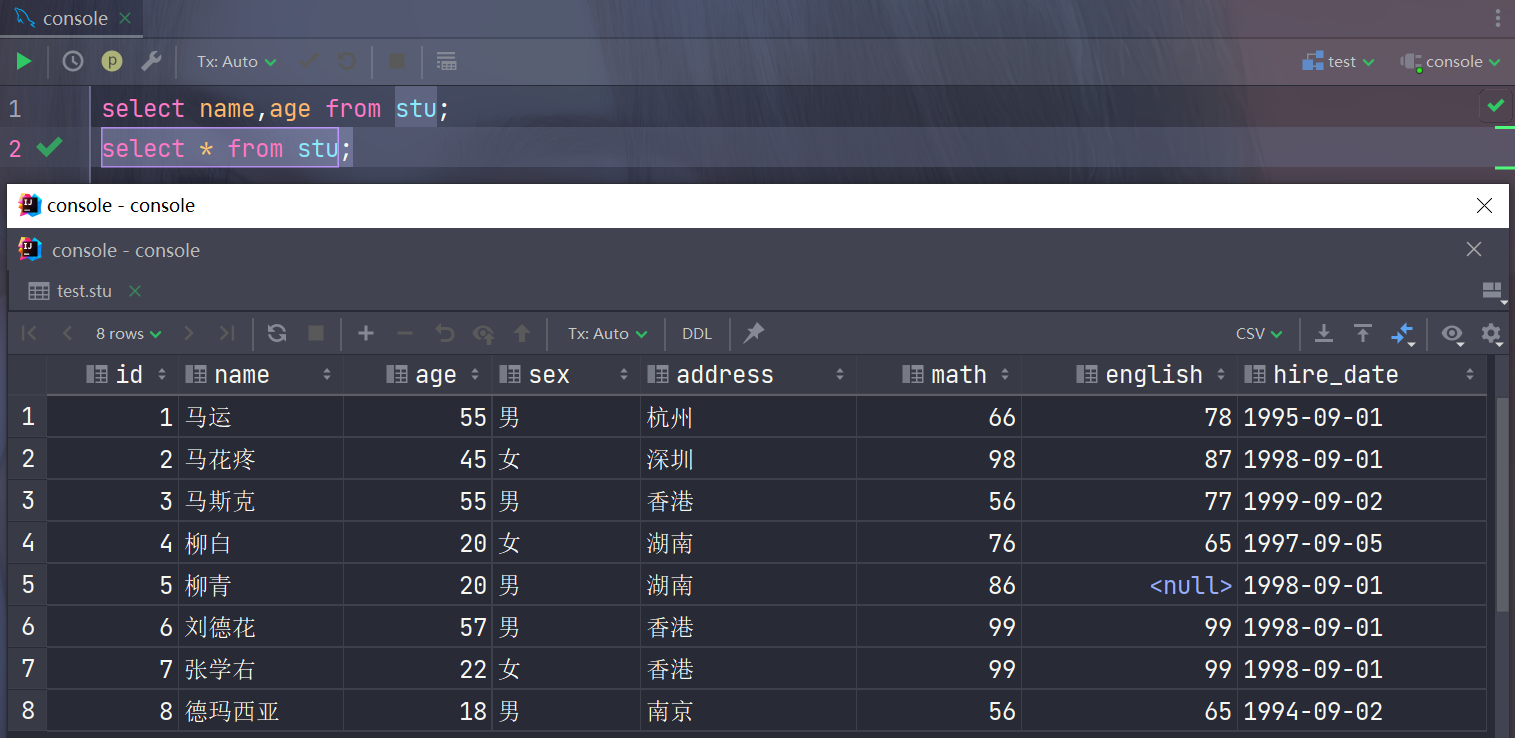 console
Tx: Auto
test
console
1 select name,age from stu;
2 select * from stu;
console - console
console - console
test.stu
8 rows Tx: Auto DDL CSV
id name age sex address math english hire_date
1 1 马运 55 男 杭州 66 78 1995-09-01
2 2 马花疼 45 女 深圳 98 87 1998-09-01
3 3 马斯克 55 男 香港 56 77 1999-09-02
4 4 柳白 20 女 湖南 76 65 1997-09-05
5 5 柳青 20 男 湖南 86 <null> 1998-09-01
6 6 刘德花 57 男 香港 99 99 1998-09-01
7 7 张学右 22 女 香港 99 99 1998-09-01
8 8 德玛西亚 18 男 南京 56 65 1994-09-02